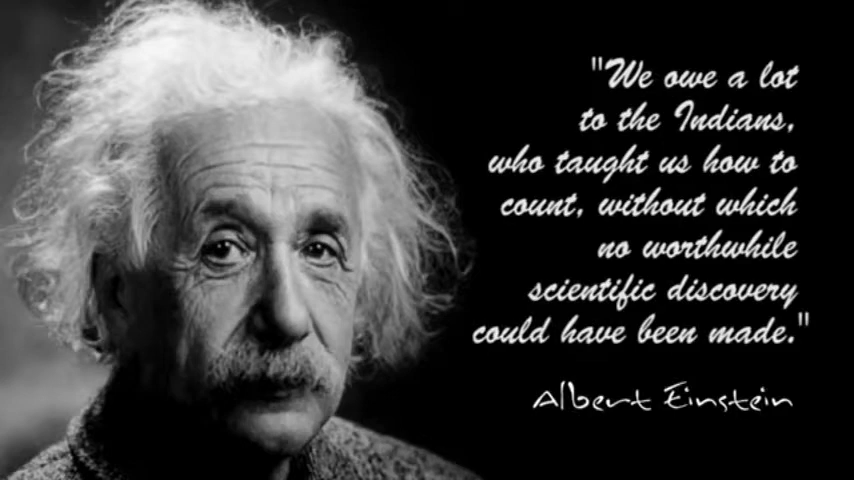 "We owe a lot
to the Indians,
who taught us how to
count, without which
no worthwhile
scientific discovery
could have been made."
Albert Einstein